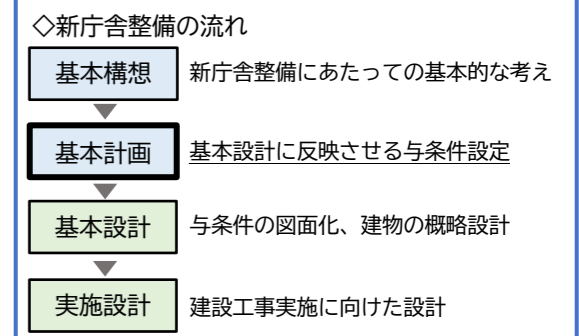 ◇新庁舎整備の流れ
基本構想 新庁舎整備にあたっての基本的な考え
基本計画 基本設計に反映させる与条件設定
基本設計 与条件の図面化、建物の概略設計
実施設計 建設工事実施に向けた設計